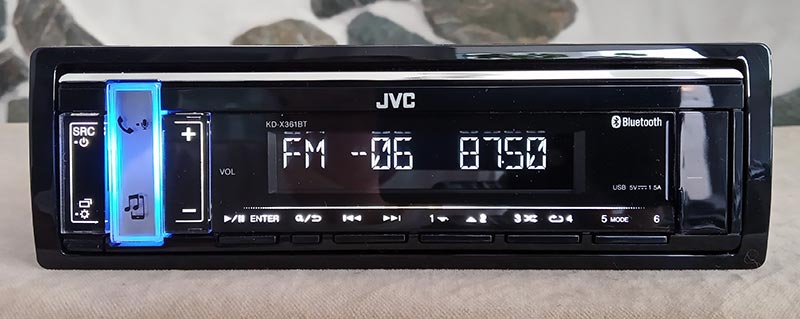 JVC
KD-X361BT
Bluetooth
SRC
+
FM -06 8750
VOL
USB 5V 1.5A
−
ENTER
1 2 3 4 5 MODE 6